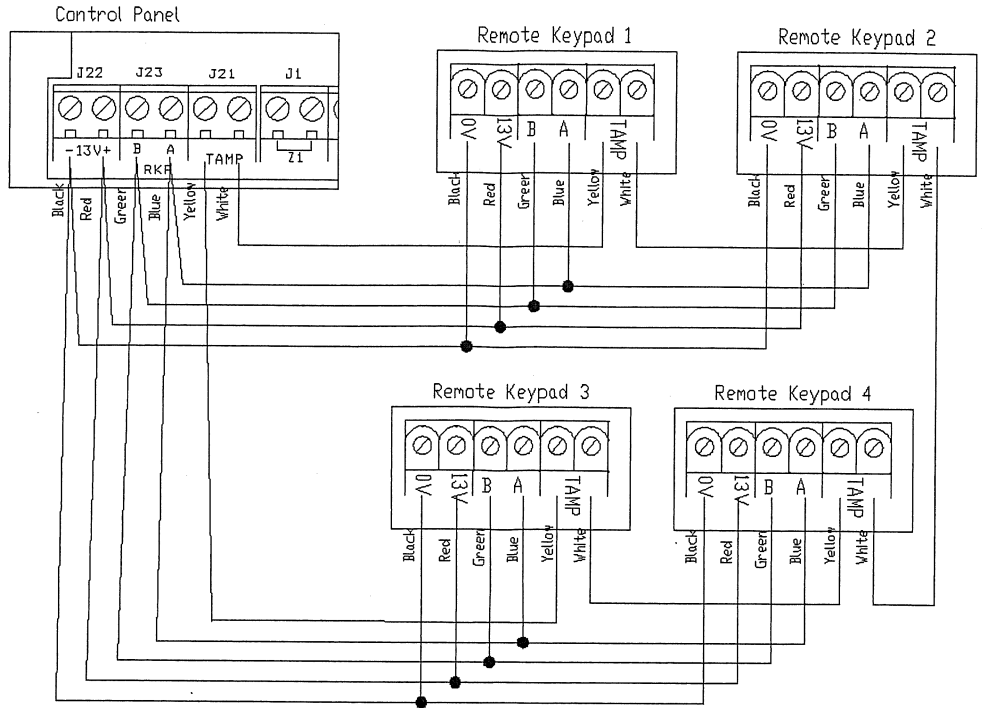 Control Panel
J22 J23 J21 J1
-13V+ B A TAMP Z1
RKP
Black Red Green Blue Yellow White
Remote Keypad 1
0V 13V B A TAMP
Black Red Green Blue Yellow White
Remote Keypad 2
0V 13V B A TAMP
Black Red Green Blue Yellow White
Remote Keypad 3
0V 13V B A TAMP
Black Red Green Blue Yellow White
Remote Keypad 4
0V 13V B A TAMP
Black Red Green Blue Yellow White